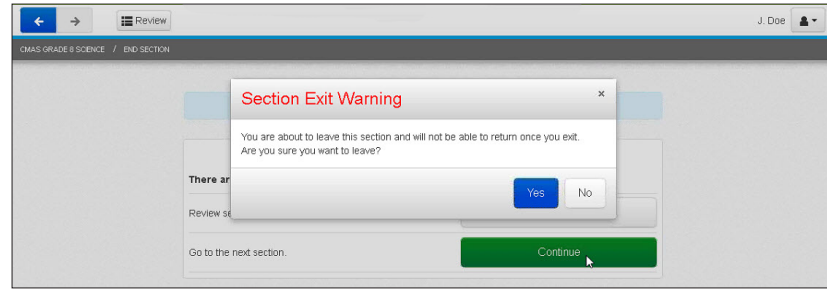 Review
J. Doe
CMAS GRADE 8 SCIENCE / END SECTION
Section Exit Warning
×
You are about to leave this section and will not be able to return once you exit.
Are you sure you want to leave?
Yes No
There ar
Review se
Go to the next section. Continue